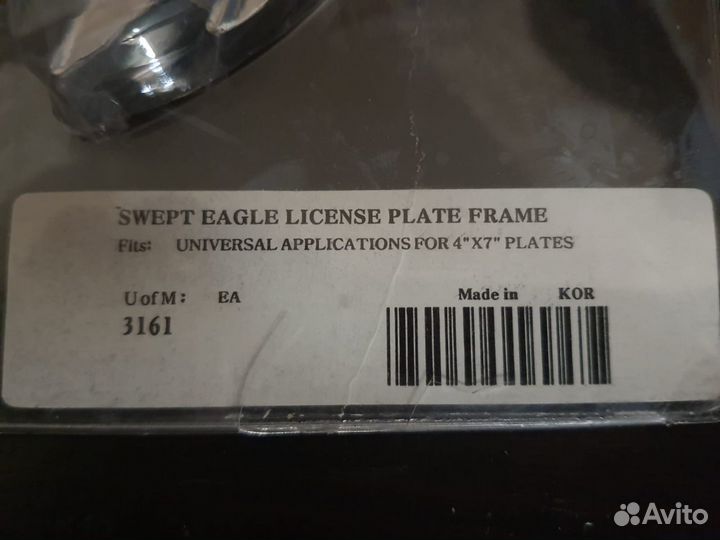 SWEPT EAGLE LICENSE PLATE FRAME
Fits: UNIVERSAL APPLICATIONS FOR 4"X7" PLATES
U of M: EA Made in KOR
3161
Avito